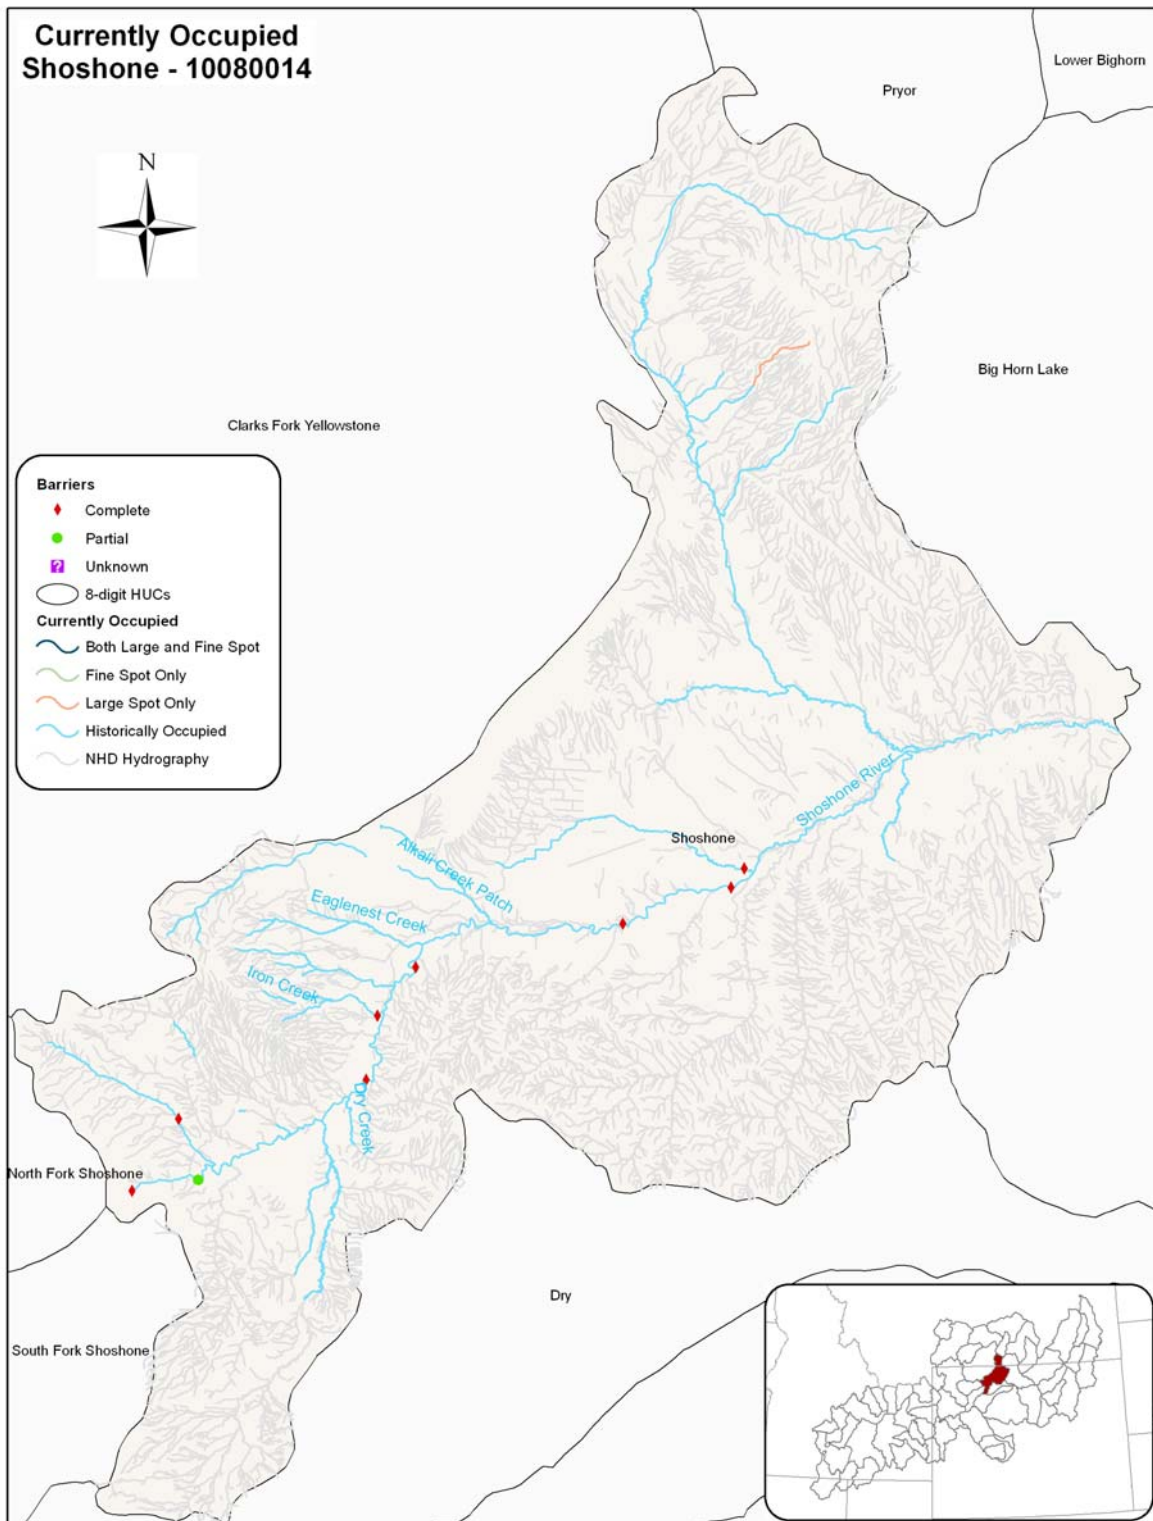 Currently Occupied
Shoshone - 10080014
Lower Bighorn
Pryor
N
Big Horn Lake
Clarks Fork Yellowstone
Barriers
Complete
Partial
?
Unknown
8-digit HUCs
Currently Occupied
Both Large and Fine Spot
Fine Spot Only
Large Spot Only
Historically Occupied
NHD Hydrography
Shoshone River
Shoshone
Alkali Creek Patch
Eaglenest Creek
Iron Creek
Dry Creek
North Fork Shoshone
Dry
South Fork Shoshone